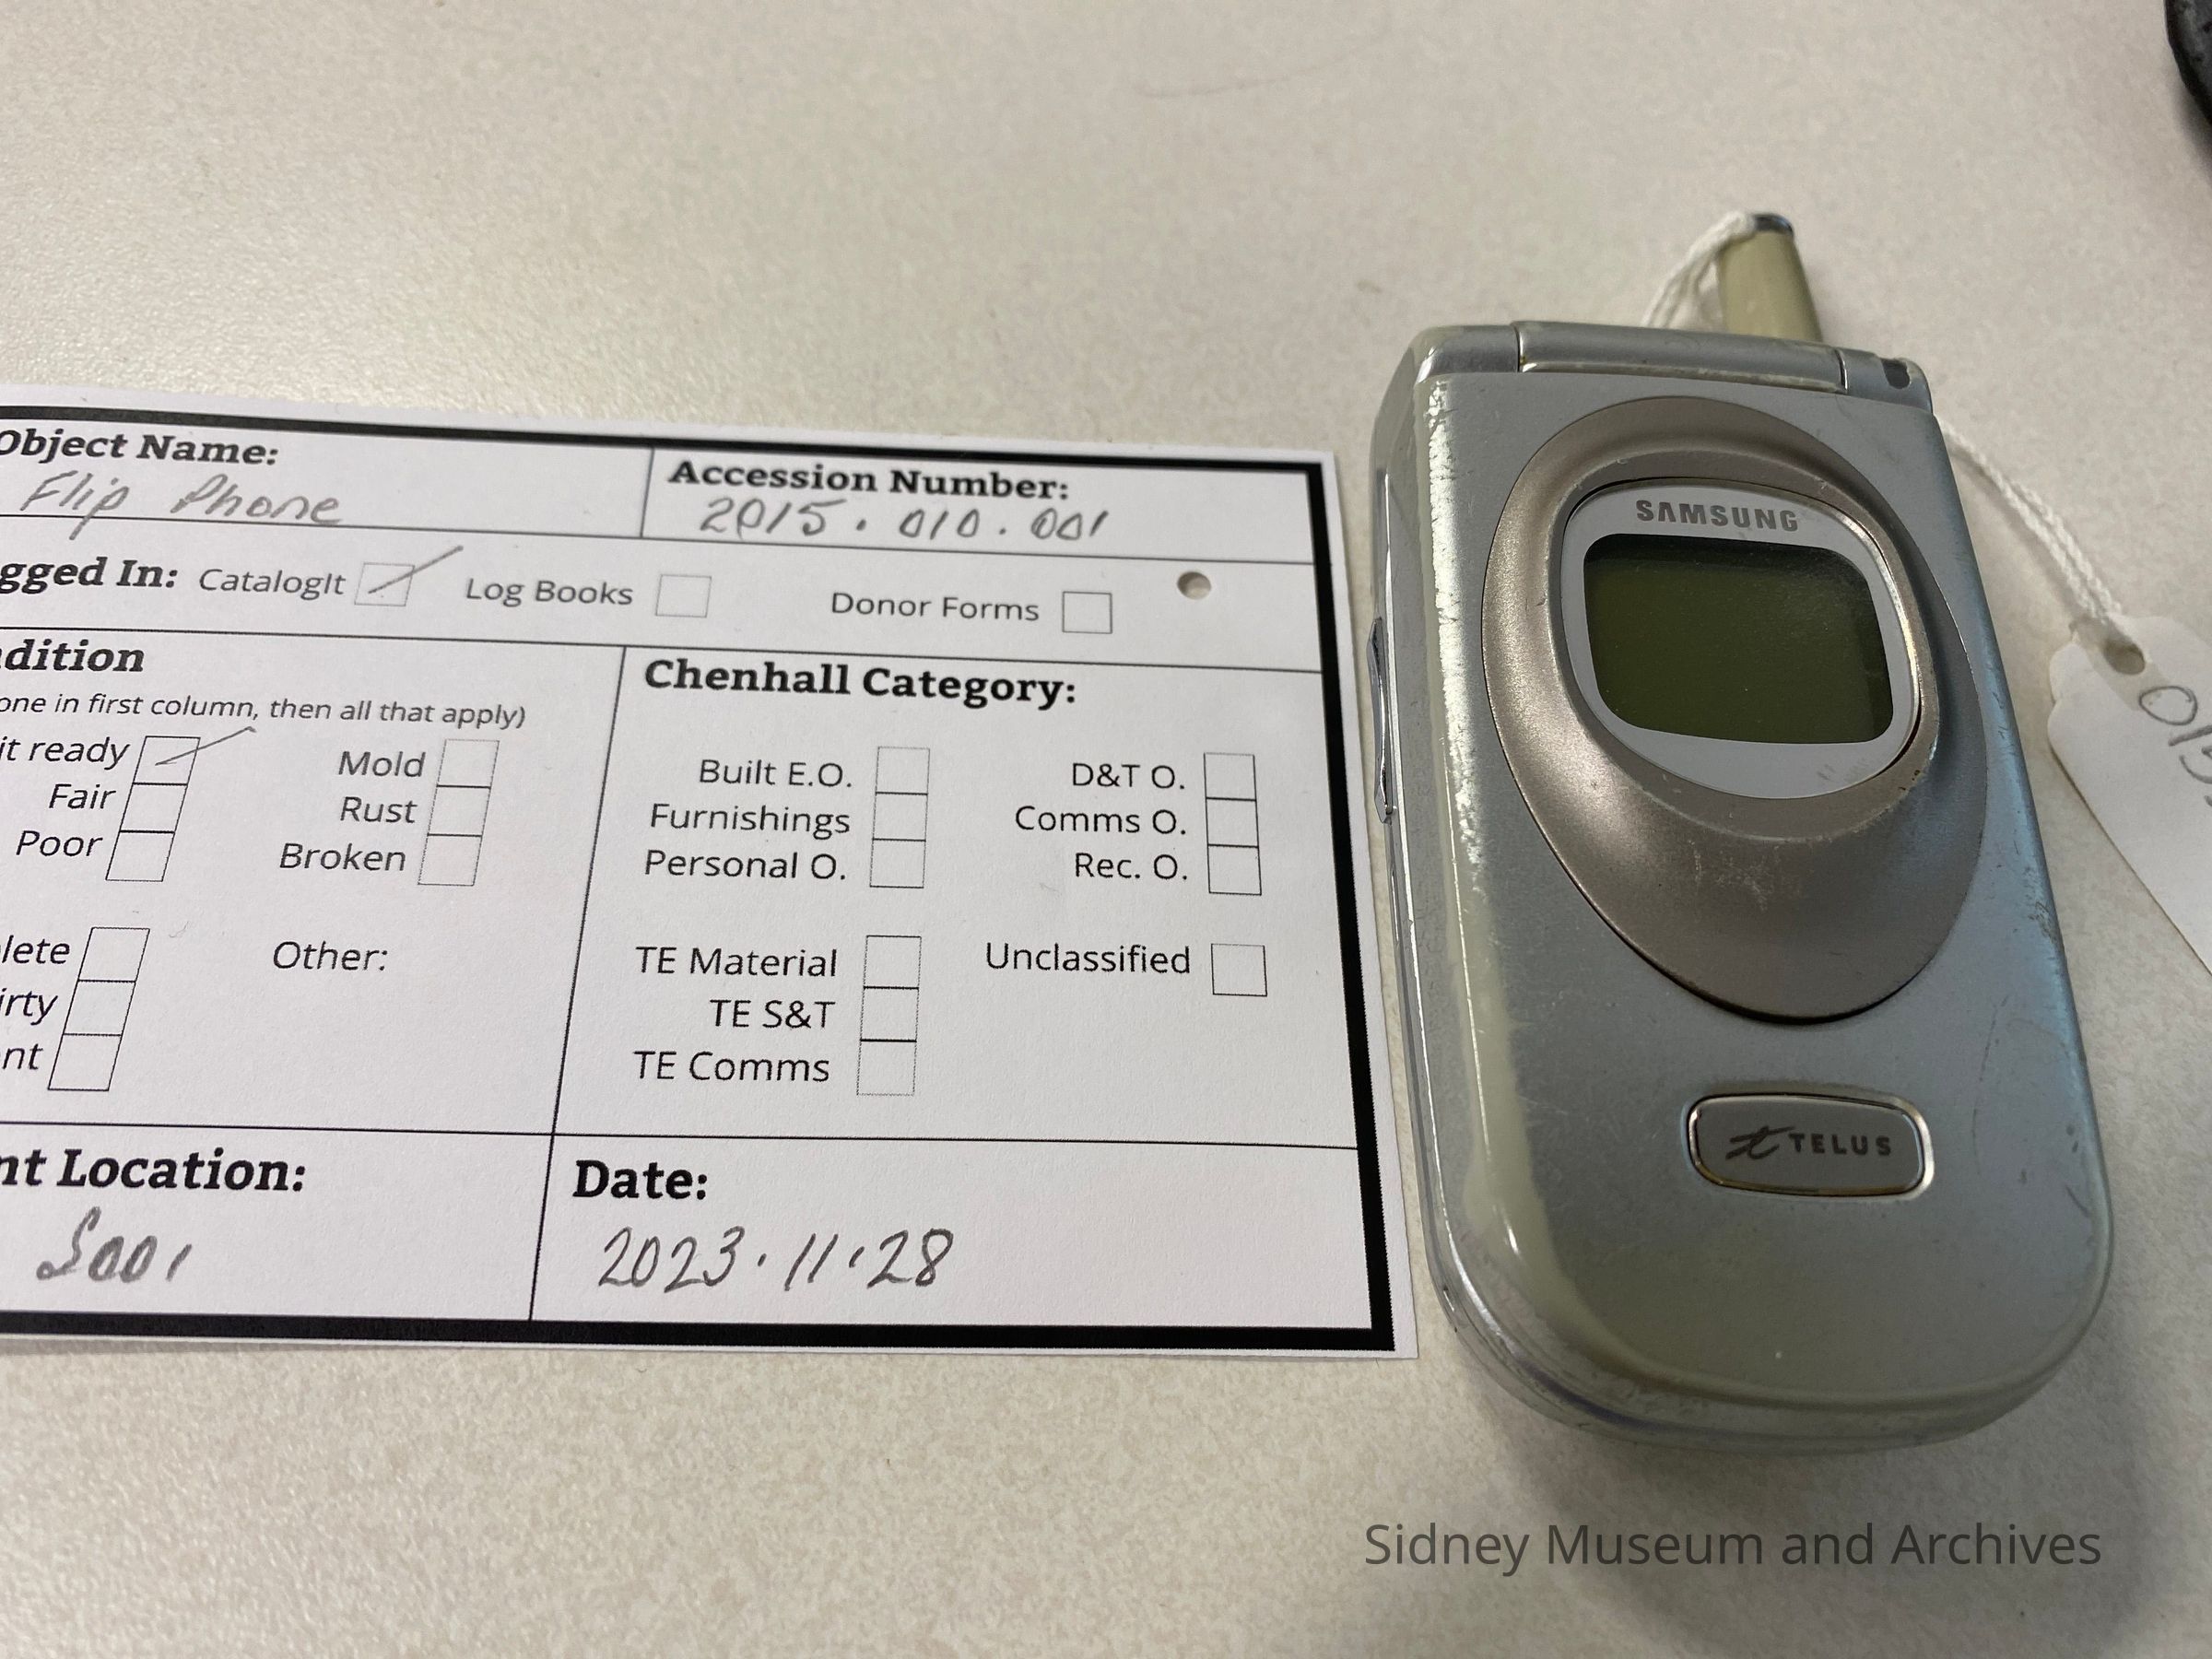 Object Name:
Flip Phone
Accession Number:
2015.010.001
gged In: CatalogIt Log Books Donor Forms
dition
one in first column, then all that apply)
it ready
Fair
Poor
Mold
Rust
Broken
lete
irty
nt
Other:
Chenhall Category:
Built E.O.
Furnishings
Personal O.
D&T O.
Comms O.
Rec. O.
TE Material
TE S&T
TE Comms
Unclassified
nt Location:
S001
Date:
2023.11.28
SAMSUNG
TELUS
Sidney Museum and Archives